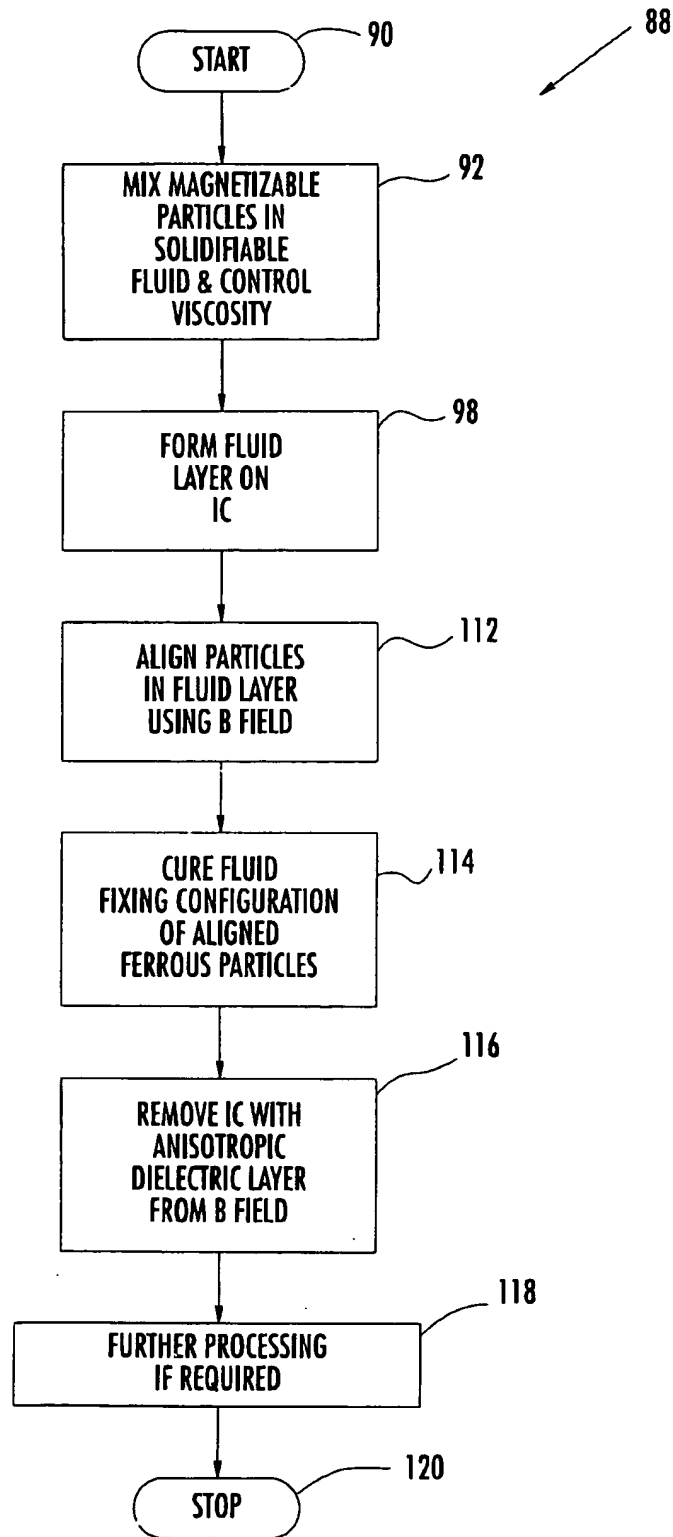 90
88
START
92
MIX MAGNETIZABLE
PARTICLES IN
SOLIDIFIABLE
FLUID & CONTROL
VISCOSITY
98
FORM FLUID
LAYER ON
IC
112
ALIGN PARTICLES
IN FLUID LAYER
USING B FIELD
114
CURE FLUID
FIXING CONFIGURATION
OF ALIGNED
FERROUS PARTICLES
116
REMOVE IC WITH
ANISOTROPIC
DIELECTRIC LAYER
FROM B FIELD
118
FURTHER PROCESSING
IF REQUIRED
120
STOP